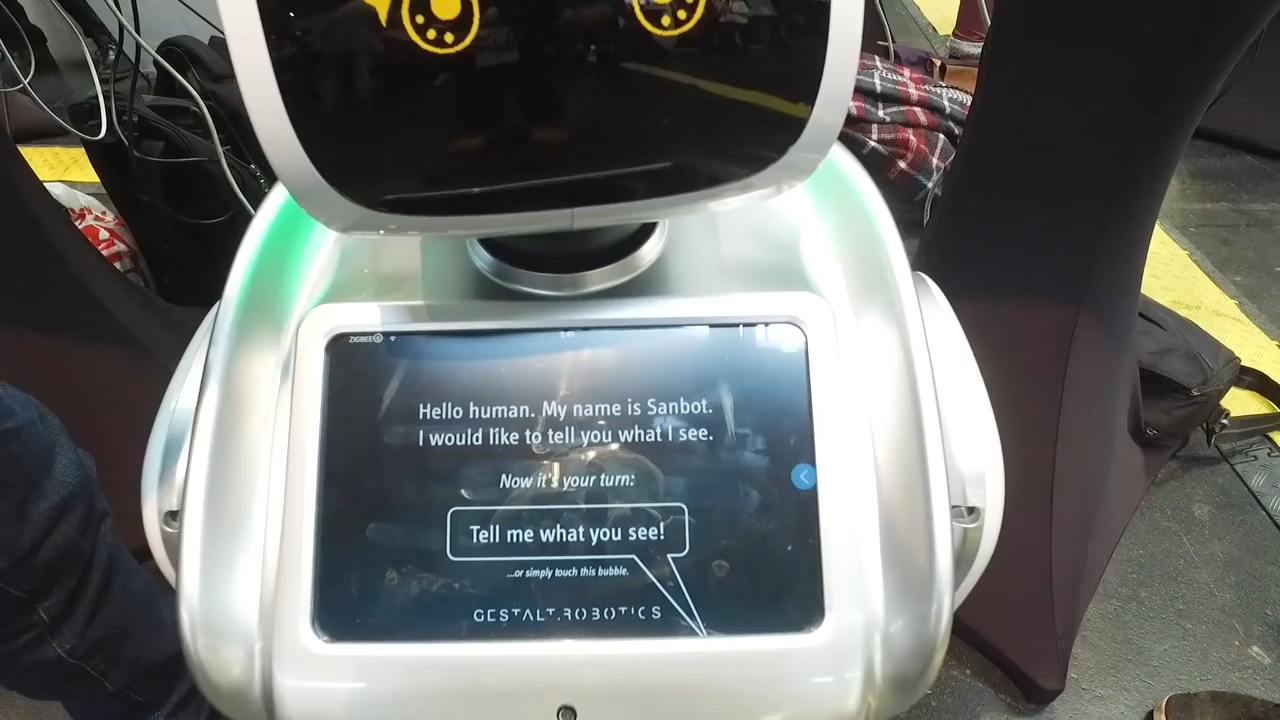 ZIGBEE
Hello human. My name is Sanbot.
I would like to tell you what I see.
Now it's your turn:
Tell me what you see!
...or simply touch this bubble.
GESTALT.ROBOTICS